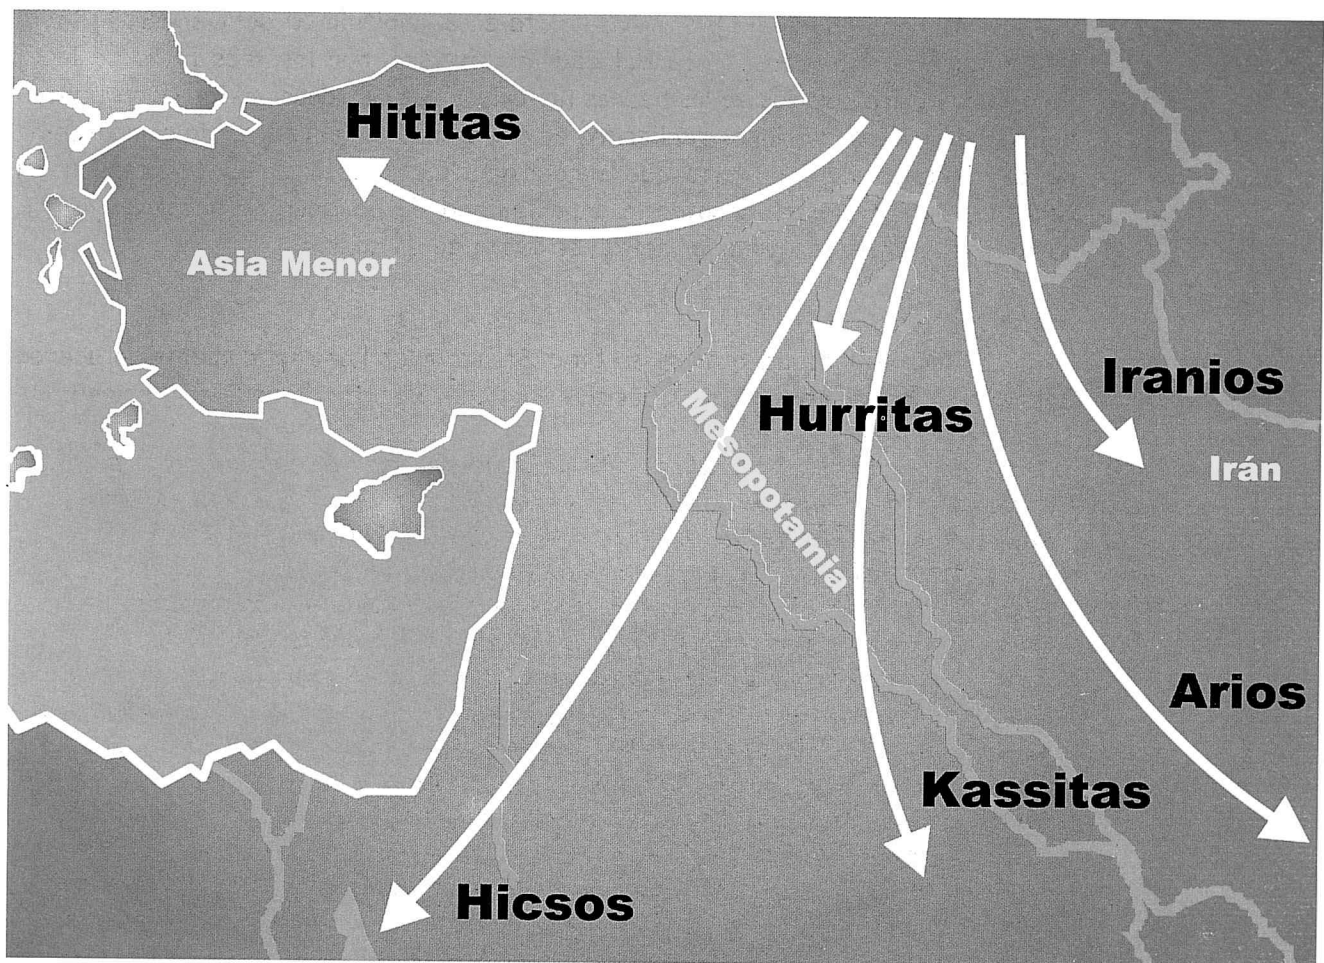 Hititas
Asia Menor
Iranios
Hurritas
Mesopotamia
Irán
Arios
Kassitas
Hicsos